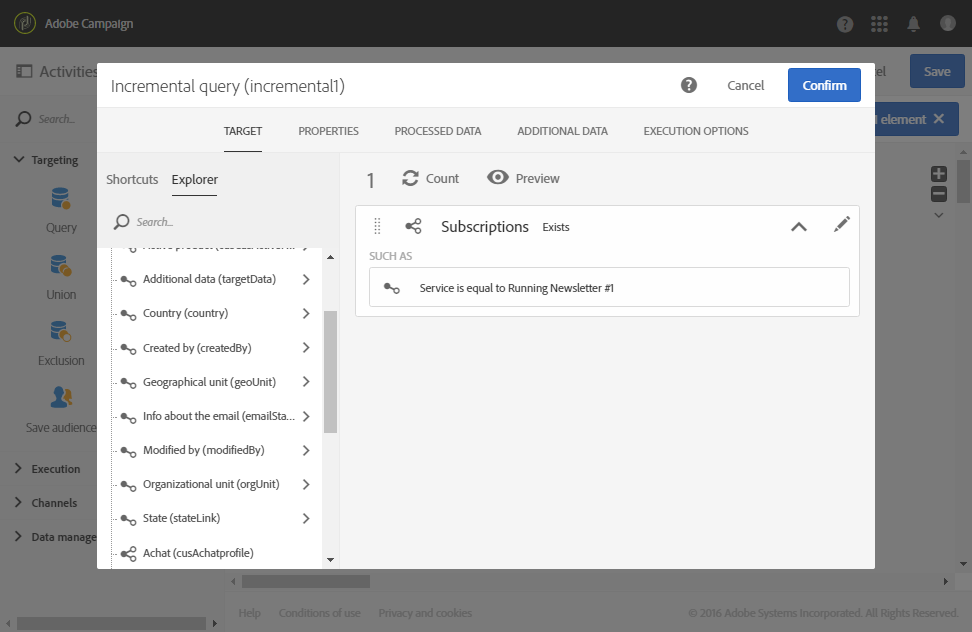 Adobe Campaign
Activities
Save
Search...
element
Targeting
Query
Union
Exclusion
Save audience
Execution
Channels
Data manage
Incremental query (incremental1)
Cancel
Confirm
TARGET
PROPERTIES
PROCESSED DATA
ADDITIONAL DATA
EXECUTION OPTIONS
Shortcuts
Explorer
Search...
Additional data (targetData)
Country (country)
Created by (createdBy)
Geographical unit (geoUnit)
Info about the email (emailSta...
Modified by (modifiedBy)
Organizational unit (orgUnit)
State (stateLink)
Achat (cusAchatprofile)
1
Count
Preview
Subscriptions Exists
SUCH AS
Service is equal to Running Newsletter #1
Help
Conditions of use
Privacy and cookies
© 2016 Adobe Systems Incorporated. All Rights Reserved.